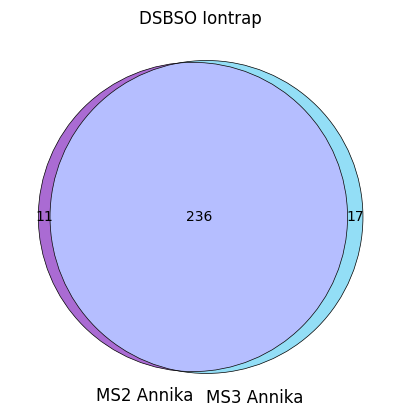 DSBSO Iontrap
11 236 17
MS2 Annika MS3 Annika